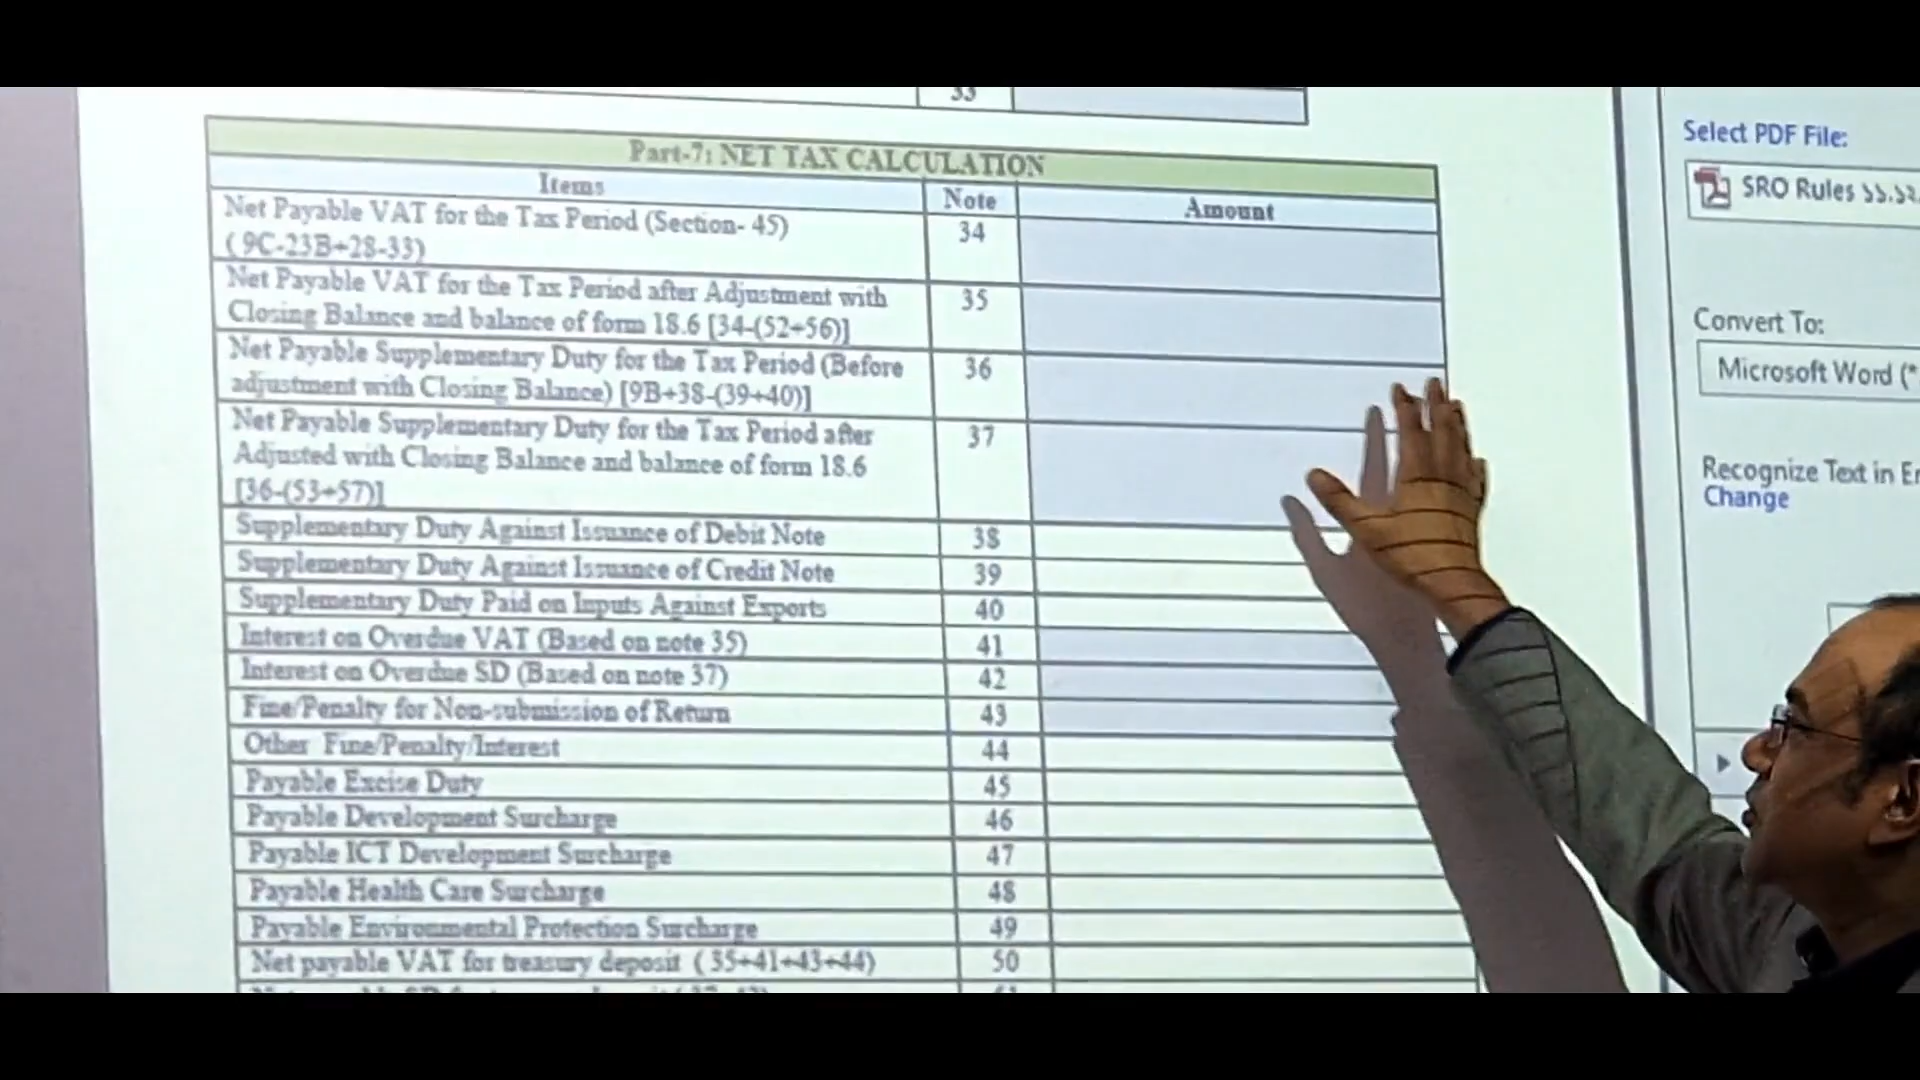 33
Part-7: NET TAX CALCULATION
Items
Note
Amount
Net Payable VAT for the Tax Period (Section- 45)
( 9C-23B+28-33)
34
Net Payable VAT for the Tax Period after Adjustment with
Closing Balance and balance of form 18.6 [34-(52+56)]
35
Net Payable Supplementary Duty for the Tax Period (Before
adjustment with Closing Balance) [9B+38-(39+40)]
36
Net Payable Supplementary Duty for the Tax Period after
Adjusted with Closing Balance and balance of form 18.6
[36-(53+57)]
37
Supplementary Duty Against Issuance of Debit Note
38
Supplementary Duty Against Issuance of Credit Note
39
Supplementary Duty Paid on Inputs Against Exports
40
Interest on Overdue VAT (Based on note 35)
41
Interest on Overdue SD (Based on note 37)
42
Fine/Penalty for Non-submission of Return
43
Other Fine/Penalty/Interest
44
Payable Excise Duty
45
Payable Development Surcharge
46
Payable ICT Development Surcharge
47
Payable Health Care Surcharge
48
Payable Environmental Protection Surcharge
49
Net payable VAT for treasury deposit (35+41+43+44)
50
Select PDF File:
SRO Rules ১১.১২.
Convert To:
Microsoft Word (*
Recognize Text in En
Change